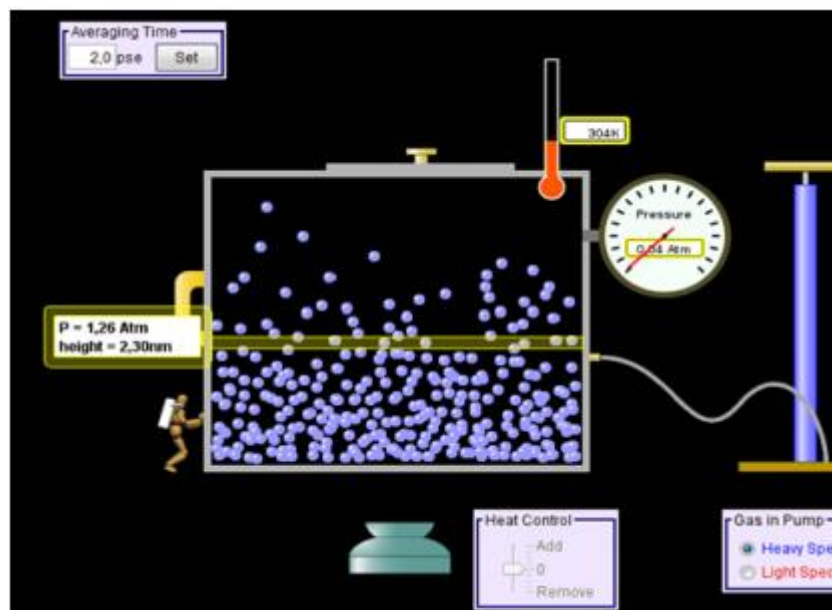 Averaging Time
2,0 pse Set
304K
Pressure
0,04 Atm
P = 1,26 Atm
height = 2,30nm
Heat Control
Add
0
Remove
Gas in Pump
Heavy Spe
Light Spec